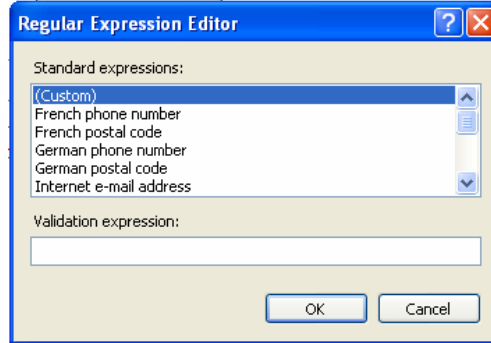 Regular Expression Editor
Standard expressions:
(Custom)
French phone number
French postal code
German phone number
German postal code
Internet e-mail address
Validation expression:
OK Cancel